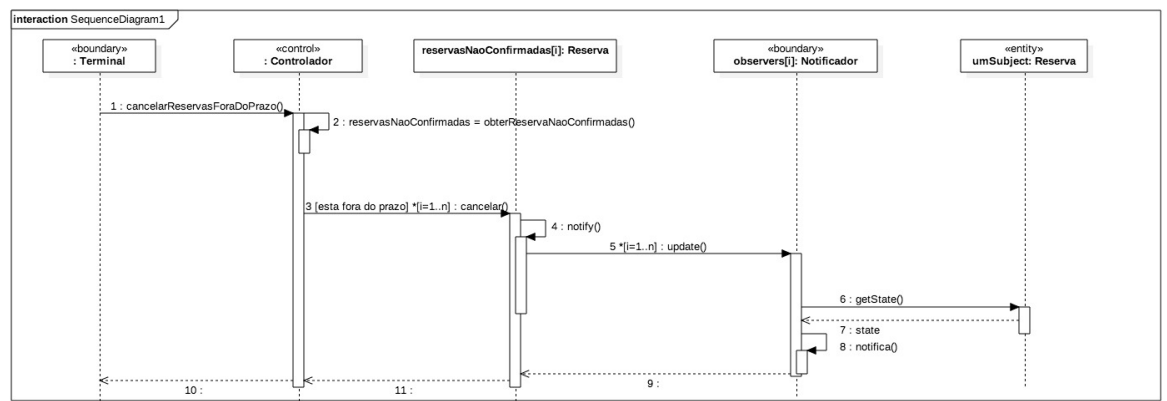 interaction SequenceDiagram1
«boundary»
: Terminal
«control»
: Controlador
reservasNaoConfirmadas[i]: Reserva
«boundary»
observers[i]: Notificador
«entity»
umSubject: Reserva
1 : cancelarReservasForaDoPrazo()
2 : reservasNaoConfirmadas = obterReservaNaoConfirmadas()
3 [esta fora do prazo] *[i=1..n] : cancelar()
4 : notify()
5 *[i=1..n] : update()
6 : getState()
7 : state
8 : notifica()
9 :
10 :
11 :